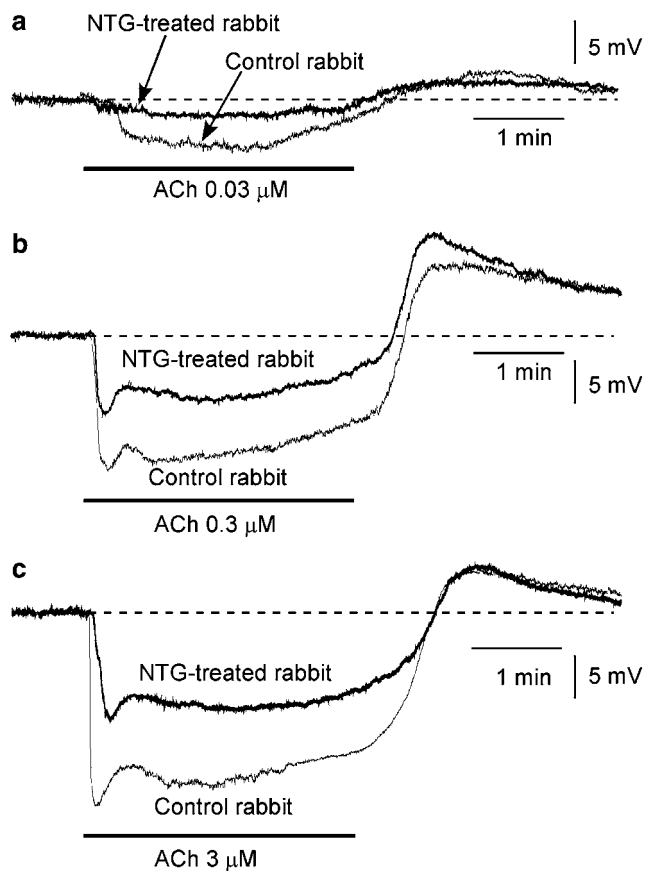 a
NTG-treated rabbit
Control rabbit
5 mV
1 min
ACh 0.03 μM
b
NTG-treated rabbit
1 min
5 mV
Control rabbit
ACh 0.3 μM
c
NTG-treated rabbit
1 min
5 mV
Control rabbit
ACh 3 μM